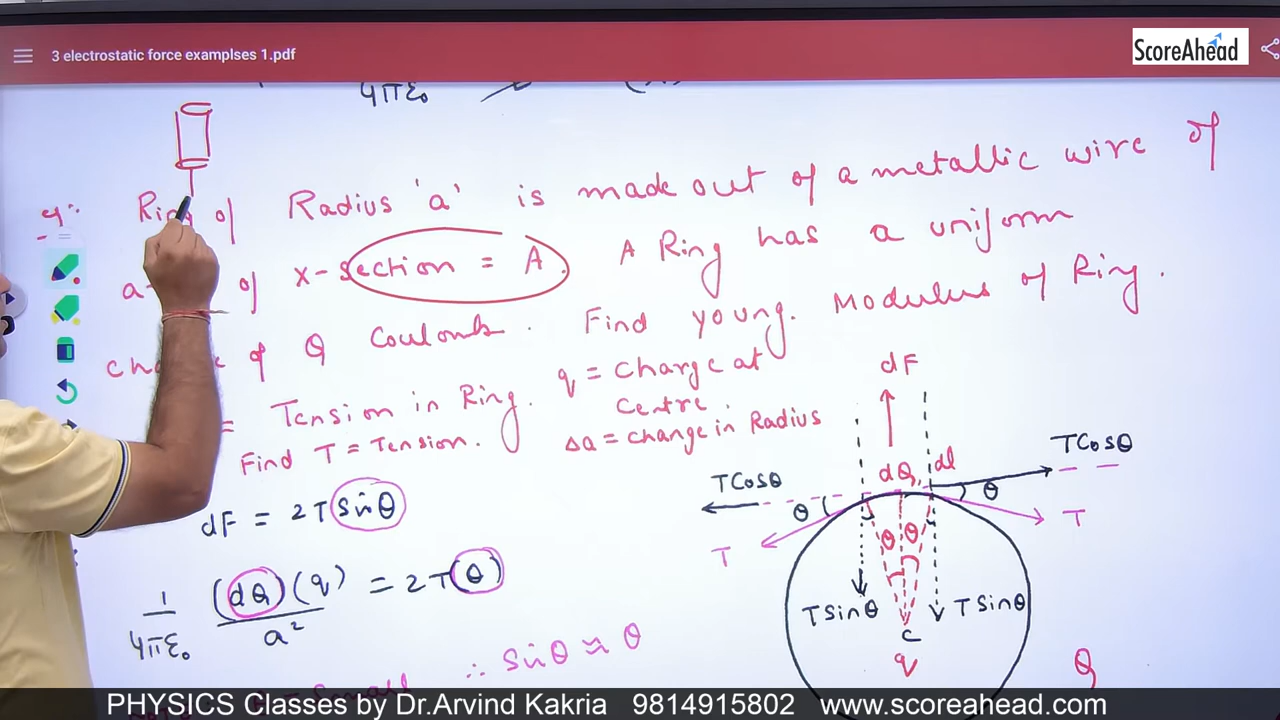 3 electrostatic force examplses 1.pdf
ScoreAhead
4πε₀
4:- Ring of Radius 'a' is made out of a metallic wire of
of x-section = A. A Ring has a uniform
of Q Coulomb. Find young. Modulus of Ring.
= Tension in Ring. q = Charge at
Centre.
Find T = Tension. Δa = change in Radius
dF
dF = 2T sinθ
1/4πε₀ (dQ)(q)/a² = 2T(θ)
∴ sinθ ≈ θ
TCosθ
dQ, dl
TCosθ
θ
θ
T
T
θ θ
TSinθ
TSinθ
C
q
Q
PHYSICS Classes by Dr.Arvind Kakria 9814915802 www.scoreahead.com